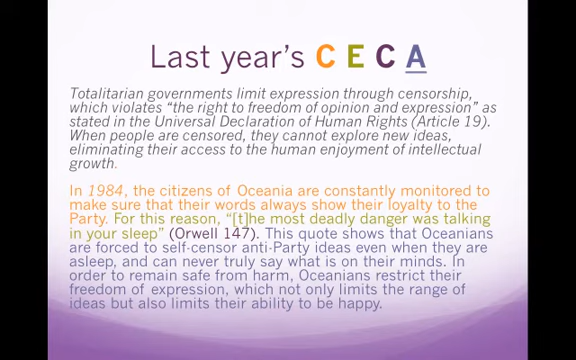 Last year's C E C A
Totalitarian governments limit expression through censorship,
which violates "the right to freedom of opinion and expression" as
stated in the Universal Declaration of Human Rights (Article 19).
When people are censored, they cannot explore new ideas,
eliminating their access to the human enjoyment of intellectual
growth.
In 1984, the citizens of Oceania are constantly monitored to
make sure that their words always show their loyalty to the
Party. For this reason, "[t]he most deadly danger was talking
in your sleep" (Orwell 147). This quote shows that Oceanians
are forced to self-censor anti-Party ideas even when they are
asleep, and can never truly say what is on their minds. In
order to remain safe from harm, Oceanians restrict their
freedom of expression, which not only limits the range of
ideas but also limits their ability to be happy.